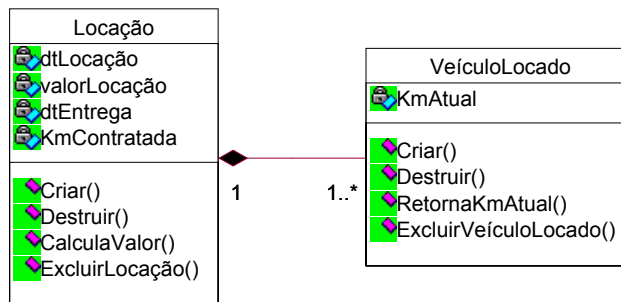 Locação
dtLocação
valorLocação
dtEntrega
KmContratada
Criar()
Destruir()
CalculaValor()
ExcluirLocação()
1
1..*
VeículoLocado
KmAtual
Criar()
Destruir()
RetornaKmAtual()
ExcluirVeículoLocado()